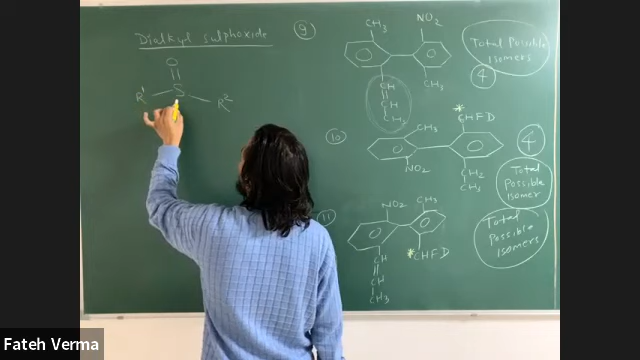 Dialkyl sulphoxide
O
||
S
R¹
R²
⑨
CH₃
NO₂
CH
||
CH
CH₃
CH₃
Total Possible
Isomers
④
⑩
CH₃
NO₂
*
CHFD
CH₂
CH₃
④
Total
Possible
Isomer
⑪
NO₂
CH₃
CH
||
CH
CH₃
*CHFD
Total
Possible
Isomers
Fateh Verma